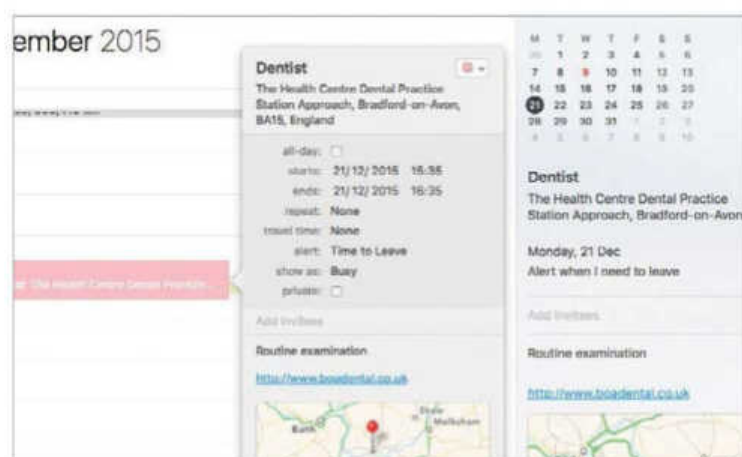 ember 2015
Dentist
The Health Centre Dental Practice
Station Approach, Bradford-on-Avon,
BA15, England
all-day:
starts: 21/12/2015 15:35
ends: 21/12/2015 16:35
repeat: None
travel time: None
alert: Time to Leave
show as: Busy
private:
Add Invitees
Routine examination
http://www.boadental.co.uk
Bath
Melksham
The Health Centre Dental Practice...
M T W T F S S
30 1 2 3 4 5 6
7 8 9 10 11 12 13
14 15 16 17 18 19 20
21 22 23 24 25 26 27
28 29 30 31 1 2 3
4 5 6 7 8 9 10
Dentist
The Health Centre Dental Practice
Station Approach, Bradford-on-Avon
Monday, 21 Dec
Alert when I need to leave
Add Invitees
Routine examination
http://www.boadental.co.uk